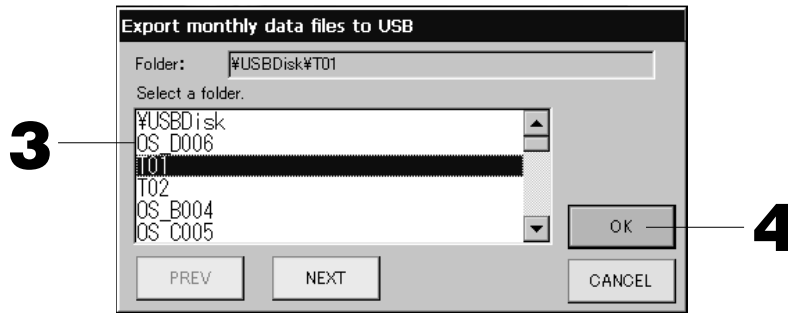 Export monthly data files to USB
Folder: ¥USBDisk¥T01
Select a folder.
¥USBDisk
OS_D006
T01
T02
OS_B004
OS_C005
3
OK
4
PREV NEXT CANCEL